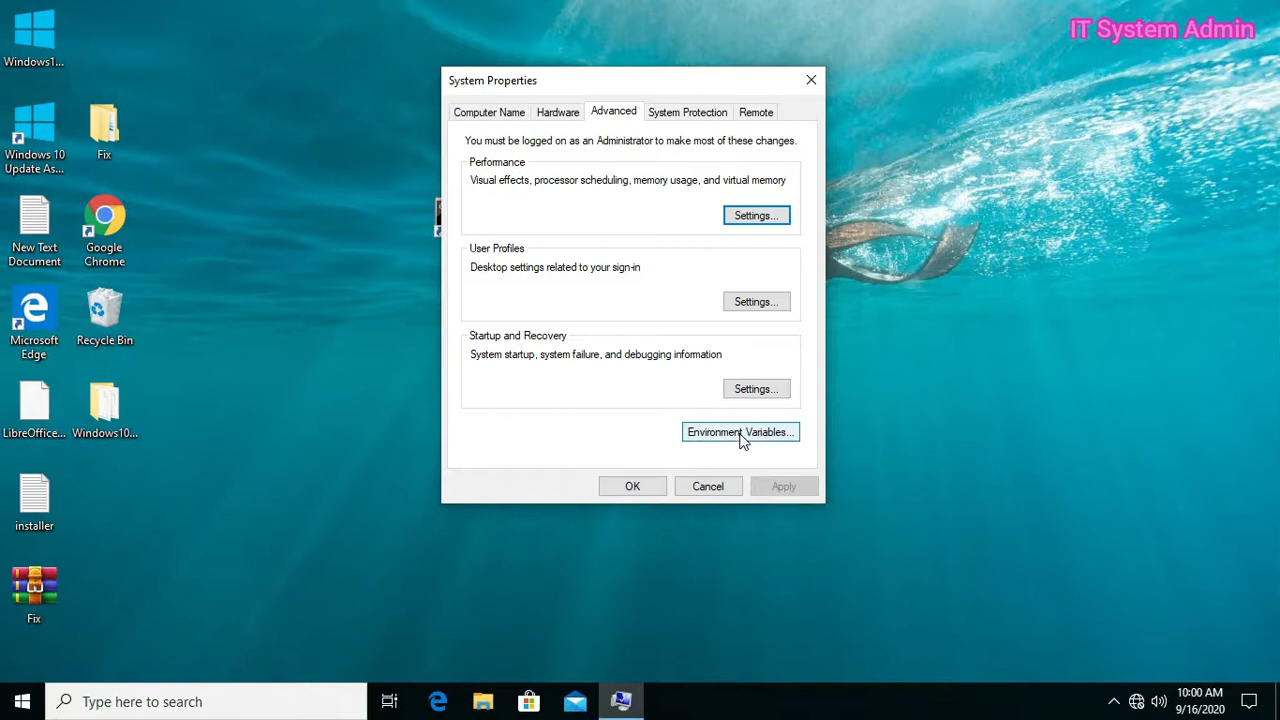 IT System Admin
Windows1...
Windows 10
Update As...
Fix
New Text
Document
Google
Chrome
Microsoft
Edge
Recycle Bin
LibreOffice...
Windows10...
installer
Fix
System Properties
Computer Name
Hardware
Advanced
System Protection
Remote
You must be logged on as an Administrator to make most of these changes.
Performance
Visual effects, processor scheduling, memory usage, and virtual memory
Settings...
User Profiles
Desktop settings related to your sign-in
Settings...
Startup and Recovery
System startup, system failure, and debugging information
Settings...
Environment Variables...
OK
Cancel
Apply
Type here to search
10:00 AM
9/16/2020